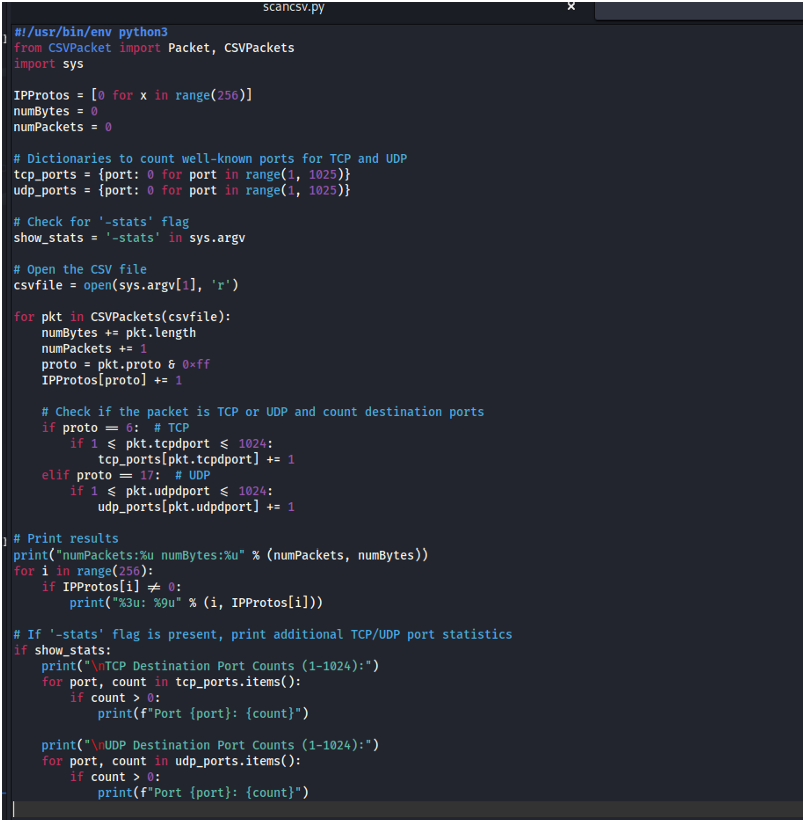 scancsv.py ×
#!/usr/bin/env python3
from CSVPacket import Packet, CSVPackets
import sys

IPProtos = [0 for x in range(256)]
numBytes = 0
numPackets = 0

# Dictionaries to count well-known ports for TCP and UDP
tcp_ports = {port: 0 for port in range(1, 1025)}
udp_ports = {port: 0 for port in range(1, 1025)}

# Check for '-stats' flag
show_stats = '-stats' in sys.argv

# Open the CSV file
csvfile = open(sys.argv[1], 'r')

for pkt in CSVPackets(csvfile):
    numBytes += pkt.length
    numPackets += 1
    proto = pkt.proto & 0xff
    IPProtos[proto] += 1

    # Check if the packet is TCP or UDP and count destination ports
    if proto == 6:  # TCP
        if 1 <= pkt.tcpdport <= 1024:
            tcp_ports[pkt.tcpdport] += 1
    elif proto == 17:  # UDP
        if 1 <= pkt.udpdport <= 1024:
            udp_ports[pkt.udpdport] += 1

# Print results
print("numPackets:%u numBytes:%u" % (numPackets, numBytes))
for i in range(256):
    if IPProtos[i] != 0:
        print("%3u: %9u" % (i, IPProtos[i]))

# If '-stats' flag is present, print additional TCP/UDP port statistics
if show_stats:
    print("\nTCP Destination Port Counts (1-1024):")
    for port, count in tcp_ports.items():
        if count > 0:
            print(f"Port {port}: {count}")

    print("\nUDP Destination Port Counts (1-1024):")
    for port, count in udp_ports.items():
        if count > 0:
            print(f"Port {port}: {count}")